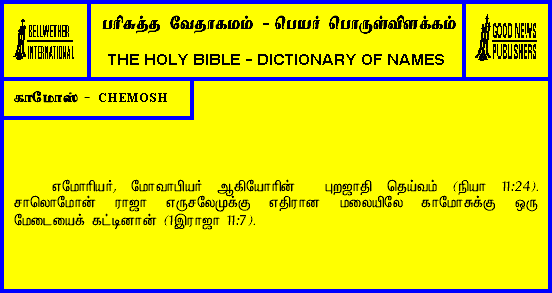 BELLWETHER
INTERNATIONAL
பரிசுத்த வேதாகமம் - பெயர் பொருள்விளக்கம்
THE HOLY BIBLE - DICTIONARY OF NAMES
GOOD NEWS
PUBLISHERS
காமோஸ் - CHEMOSH
எமோரியர், மோவாபியர் ஆகியோரின் புறஜாதி தெய்வம் (நியா 11:24).
சாலொமோன் ராஜா எருசலேமுக்கு எதிரான மலையிலே காமோசுக்கு ஒரு
மேடையைக் கட்டினான் (1இராஜா 11:7).